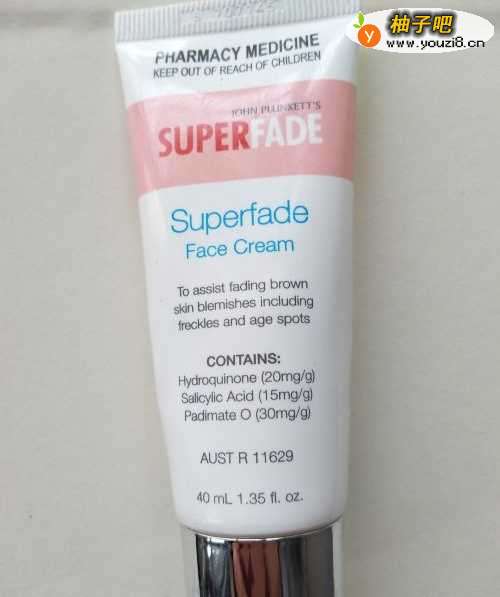 柚子吧
www.youzi8.cn
PHARMACY MEDICINE
KEEP OUT OF REACH OF CHILDREN
JOHN PLUNKETT'S
SUPERFADE
Superfade
Face Cream
To assist fading brown
skin blemishes including
freckles and age spots
CONTAINS:
Hydroquinone (20mg/g)
Salicylic Acid (15mg/g)
Padimate O (30mg/g)
AUST R 11629
40 mL 1.35 fl. oz.